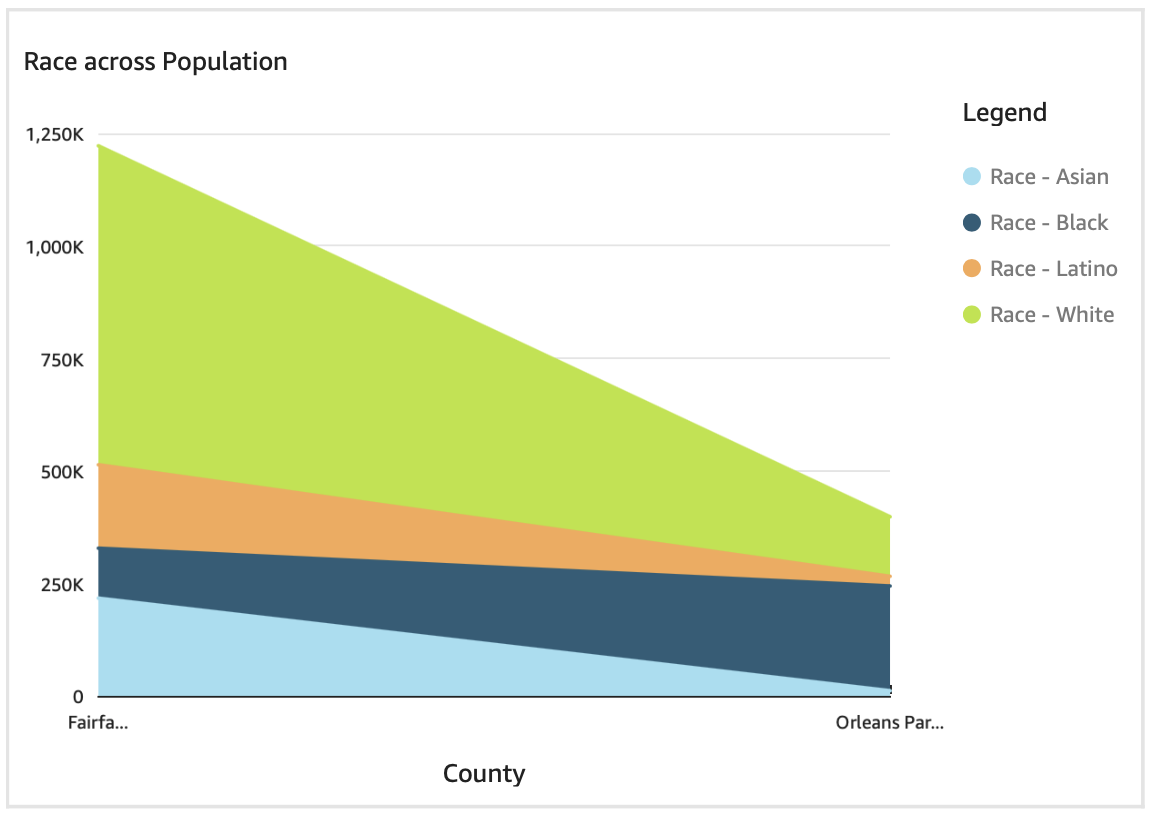 Race across Population
Legend
Race - Asian
Race - Black
Race - Latino
Race - White
1,250K
1,000K
750K
500K
250K
0
Fairfa...
Orleans Par...
County